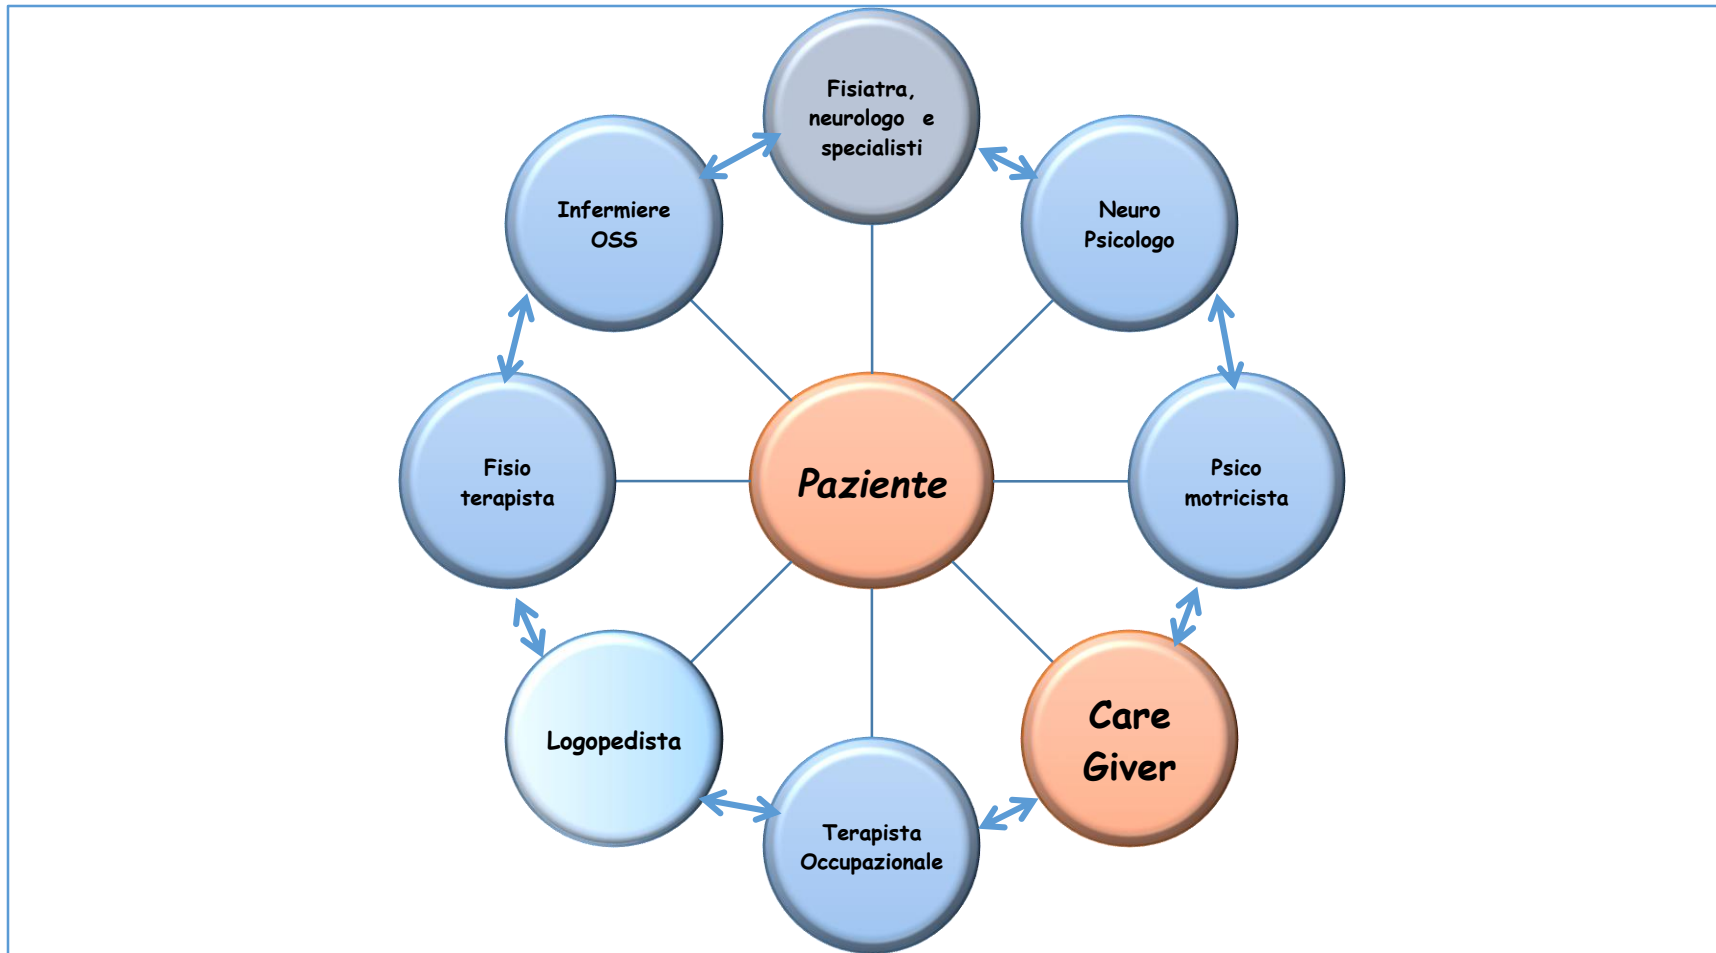 Fisiatra,
neurologo e
specialisti
Infermiere
OSS
Neuro
Psicologo
Fisio
terapista
Paziente
Psico
motricista
Logopedista
Care
Giver
Terapista
Occupazionale